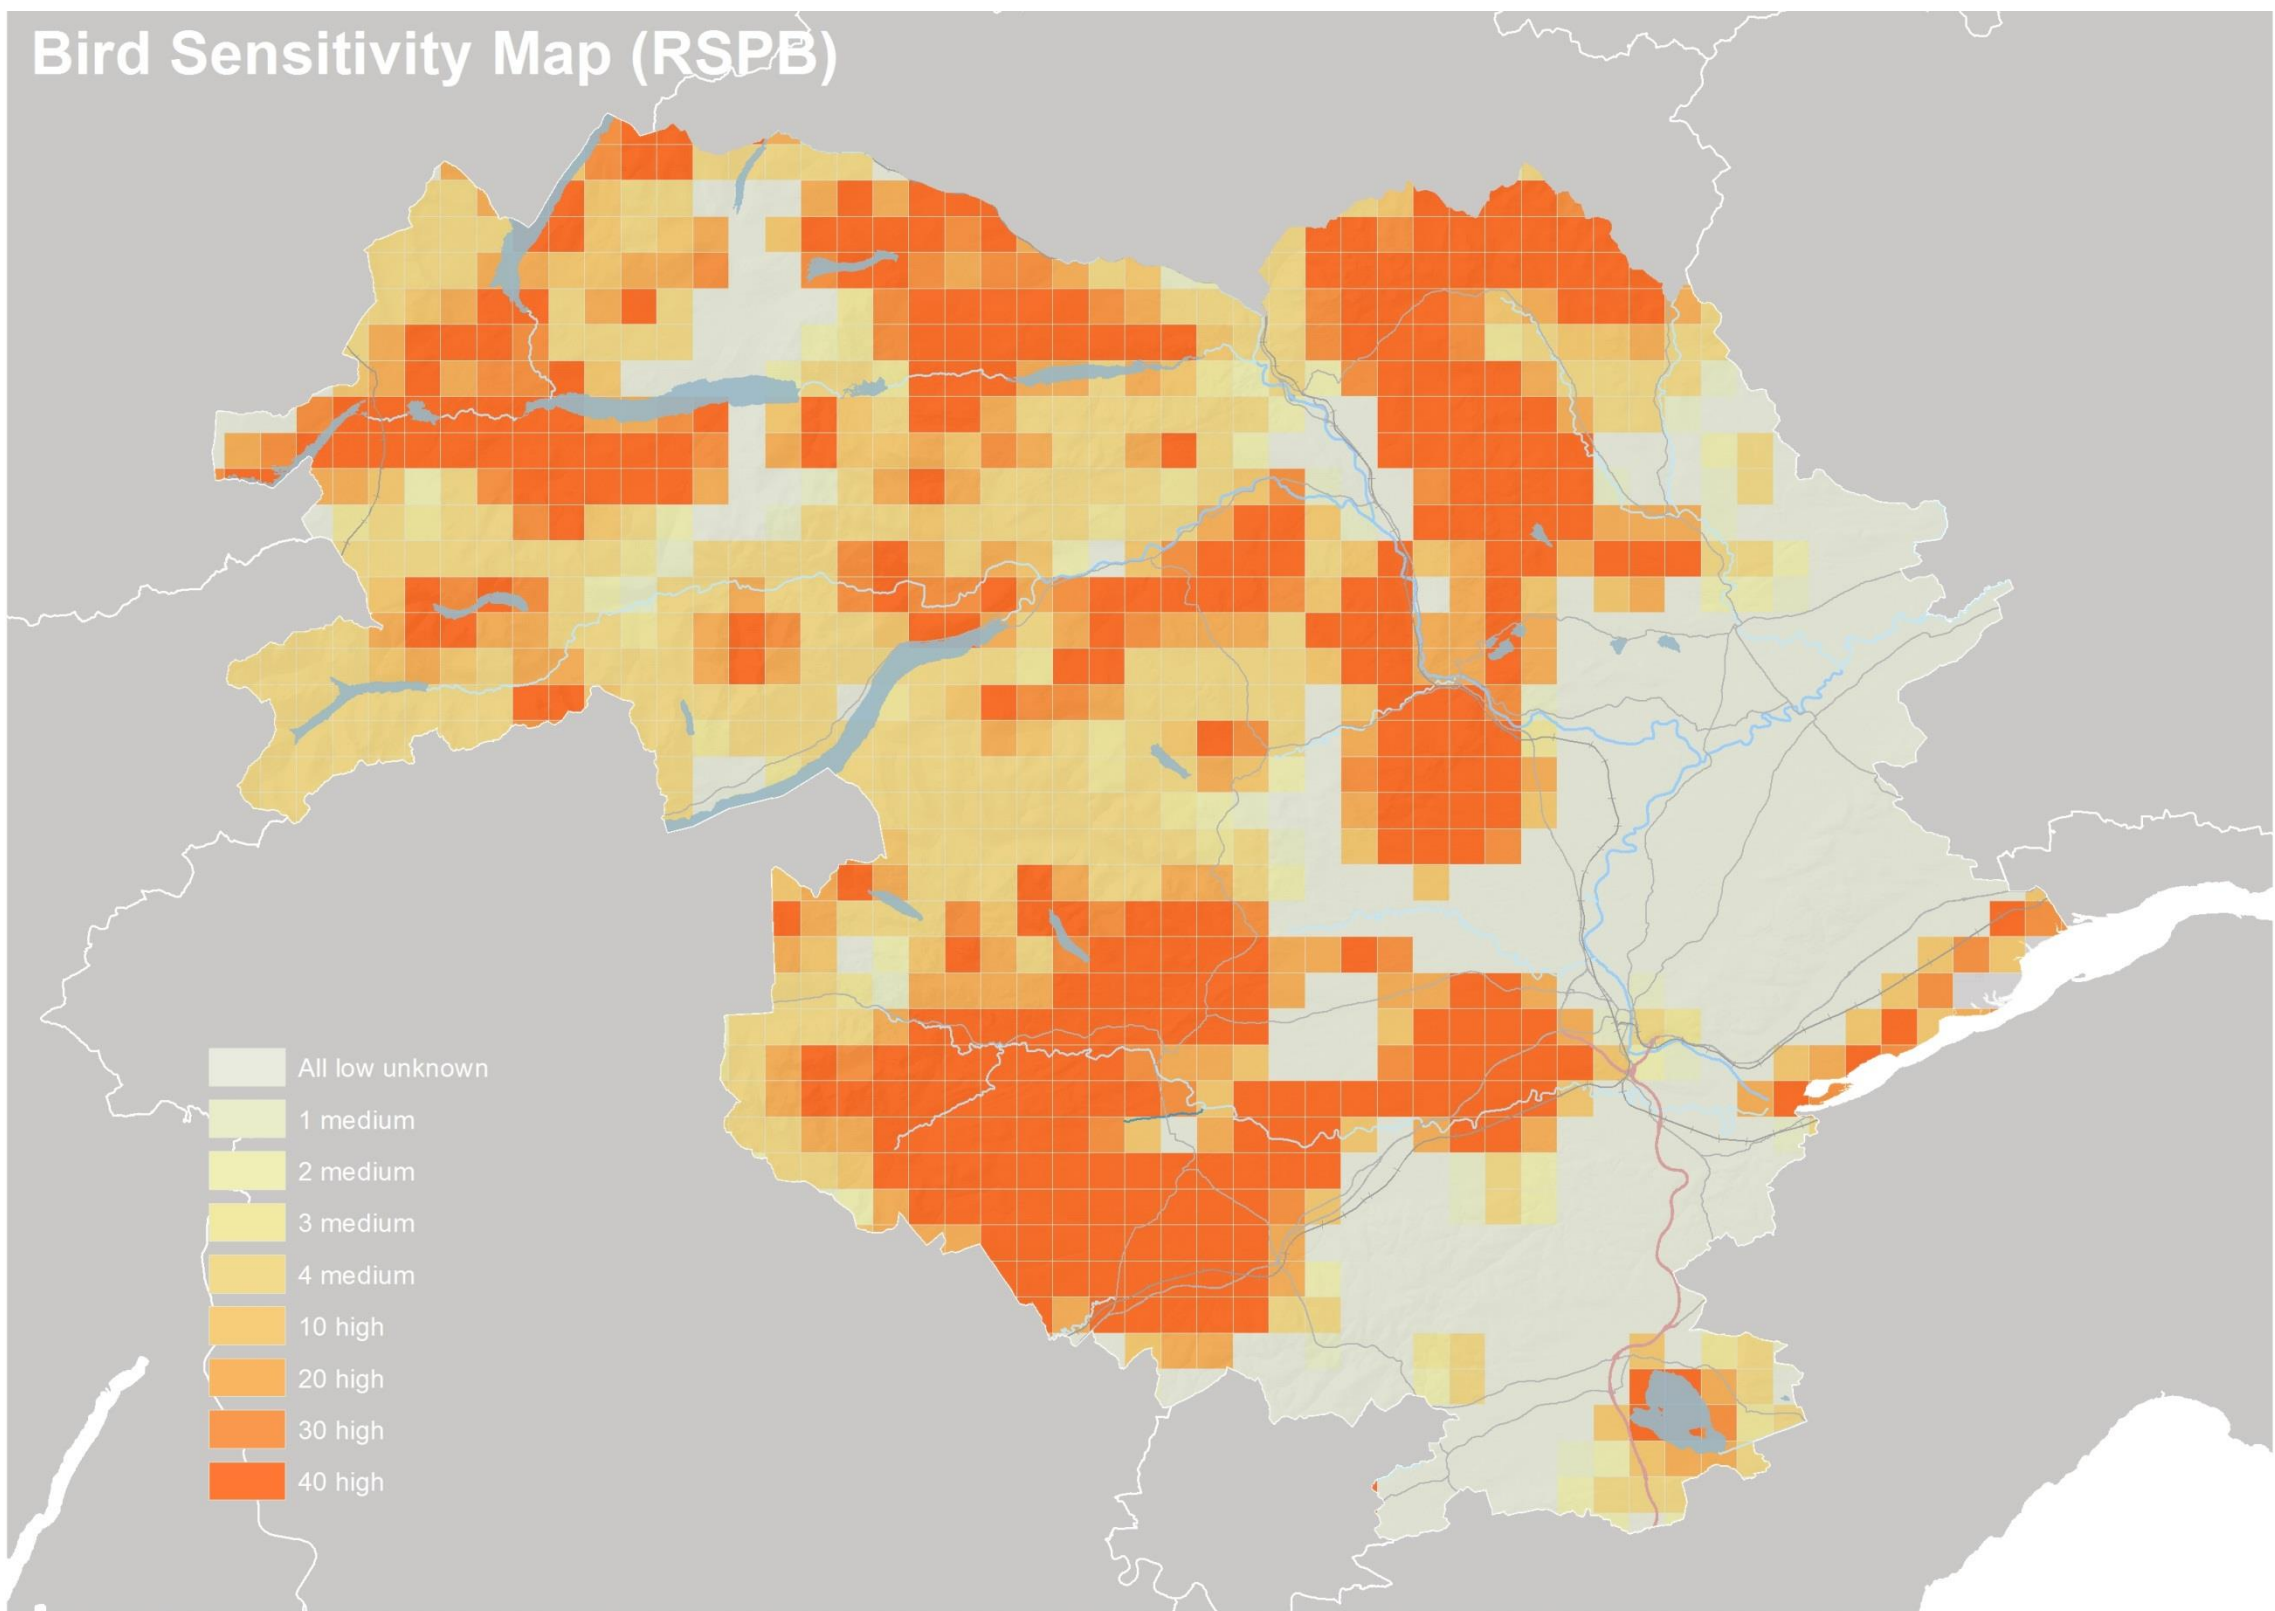 Bird Sensitivity Map (RSPB)
All low unknown
1 medium
2 medium
3 medium
4 medium
10 high
20 high
30 high
40 high